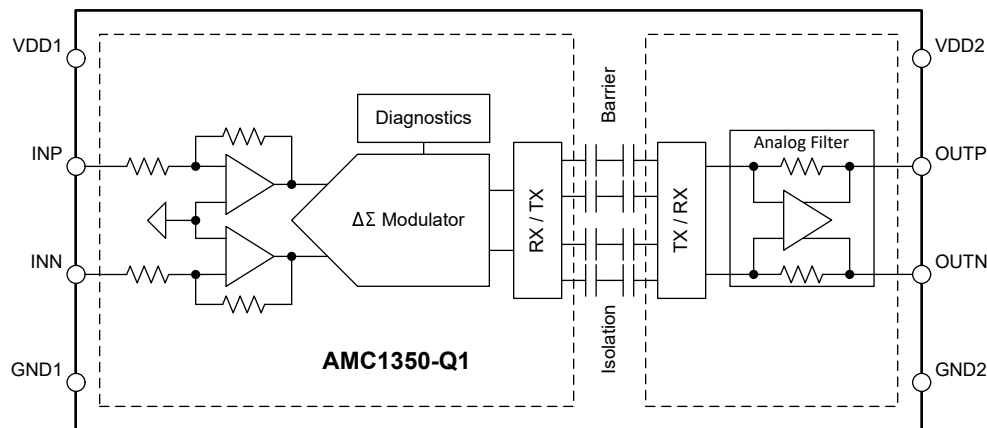 VDD1
VDD2
Barrier
Diagnostics
INP
Analog Filter
OUTP
ΔΣ Modulator
RX / TX
TX / RX
INN
OUTN
Isolation
AMC1350-Q1
GND1
GND2